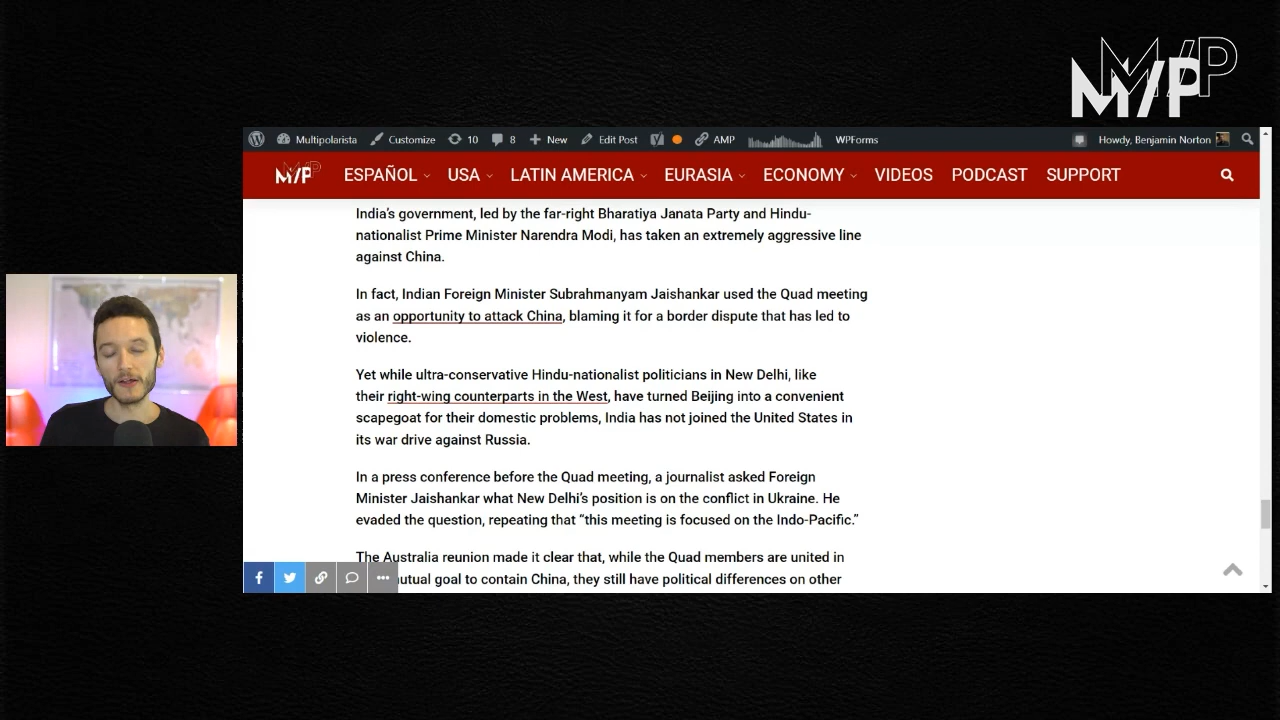 M/P
M/P
Multipolarista Customize 10 8 New Edit Post AMP WPForms Howdy, Benjamin Norton
M/P ESPAÑOL USA LATIN AMERICA EURASIA ECONOMY VIDEOS PODCAST SUPPORT
India’s government, led by the far-right Bharatiya Janata Party and Hindu-
nationalist Prime Minister Narendra Modi, has taken an extremely aggressive line
against China.
In fact, Indian Foreign Minister Subrahmanyam Jaishankar used the Quad meeting
as an opportunity to attack China, blaming it for a border dispute that has led to
violence.
Yet while ultra-conservative Hindu-nationalist politicians in New Delhi, like
their right-wing counterparts in the West, have turned Beijing into a convenient
scapegoat for their domestic problems, India has not joined the United States in
its war drive against Russia.
In a press conference before the Quad meeting, a journalist asked Foreign
Minister Jaishankar what New Delhi’s position is on the conflict in Ukraine. He
evaded the question, repeating that “this meeting is focused on the Indo-Pacific.”
The Australia reunion made it clear that, while the Quad members are united in
mutual goal to contain China, they still have political differences on other